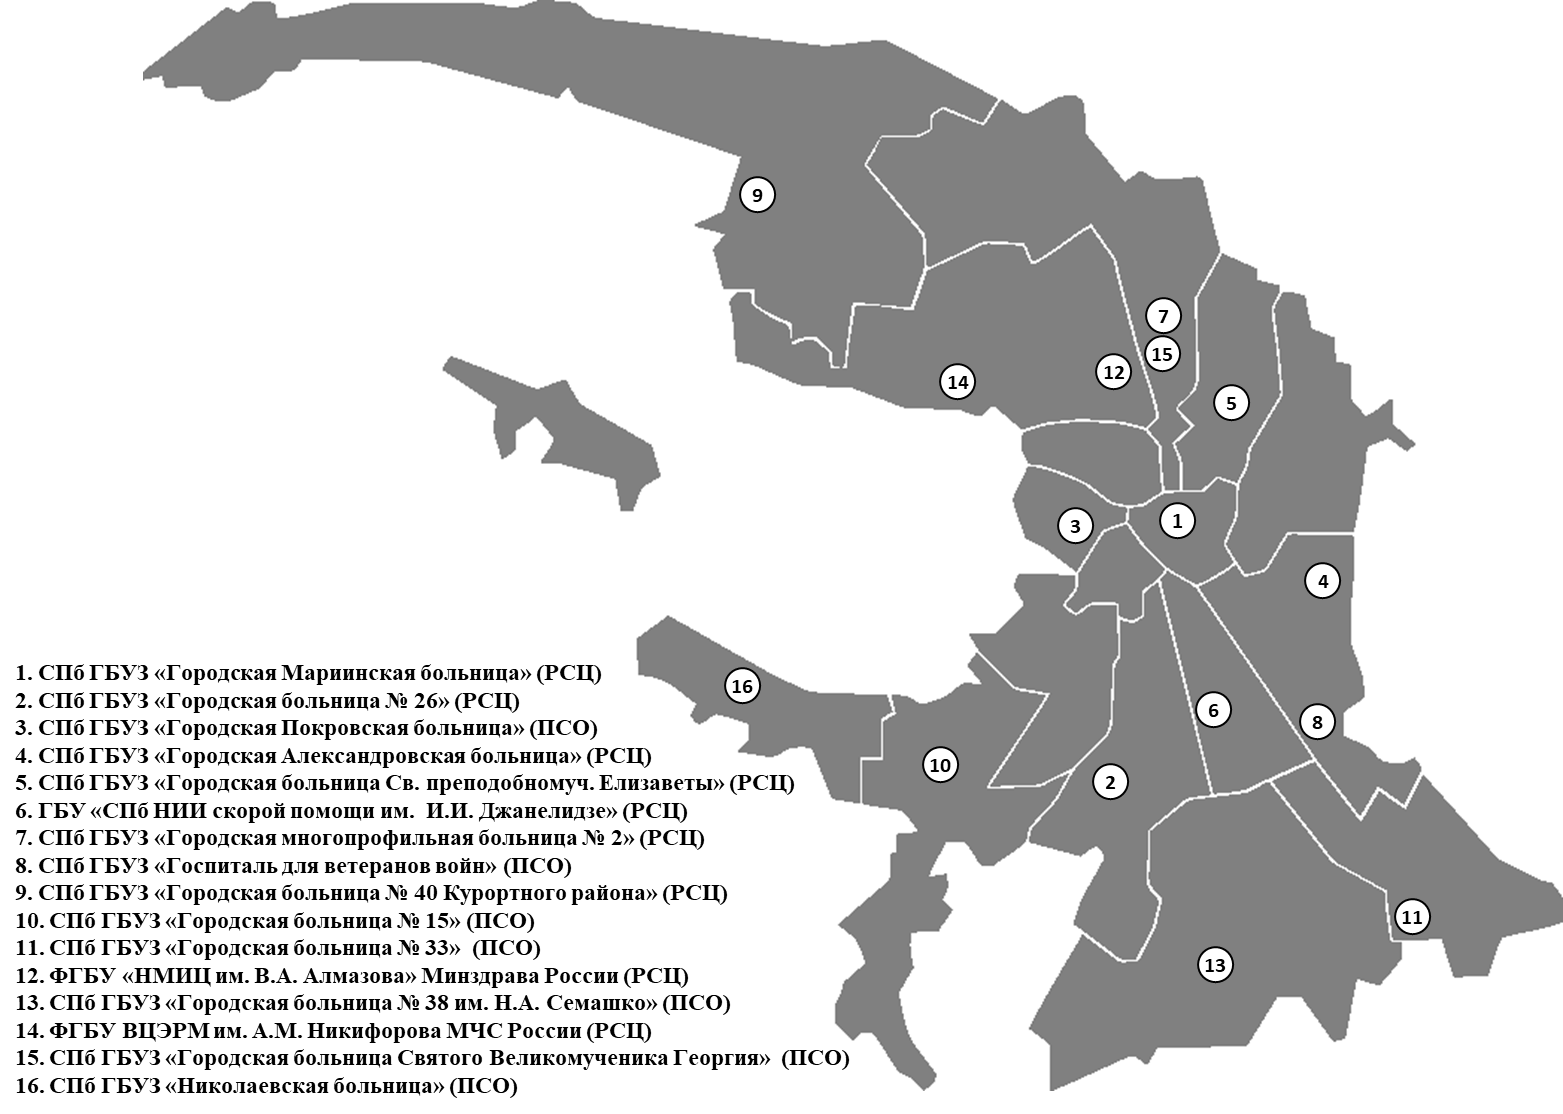 9
7
15
12
14
5
1
3
4
16
6
8
10
2
11
13
1. СПб ГБУЗ «Городская Мариинская больница» (РСЦ)
2. СПб ГБУЗ «Городская больница № 26» (РСЦ)
3. СПб ГБУЗ «Городская Покровская больница» (ПСО)
4. СПб ГБУЗ «Городская Александровская больница» (РСЦ)
5. СПб ГБУЗ «Городская больница Св. преподобномуч. Елизаветы» (РСЦ)
6. ГБУ «СПб НИИ скорой помощи им. И.И. Джанелидзе» (РСЦ)
7. СПб ГБУЗ «Городская многопрофильная больница № 2» (РСЦ)
8. СПб ГБУЗ «Госпиталь для ветеранов войн» (ПСО)
9. СПб ГБУЗ «Городская больница № 40 Курортного района» (РСЦ)
10. СПб ГБУЗ «Городская больница № 15» (ПСО)
11. СПб ГБУЗ «Городская больница № 33» (ПСО)
12. ФГБУ «НМИЦ им. В.А. Алмазова» Минздрава России (РСЦ)
13. СПб ГБУЗ «Городская больница № 38 им. Н.А. Семашко» (ПСО)
14. ФГБУ ВЦЭРМ им. А.М. Никифорова МЧС России (РСЦ)
15. СПб ГБУЗ «Городская больница Святого Великомученика Георгия» (ПСО)
16. СПб ГБУЗ «Николаевская больница» (ПСО)